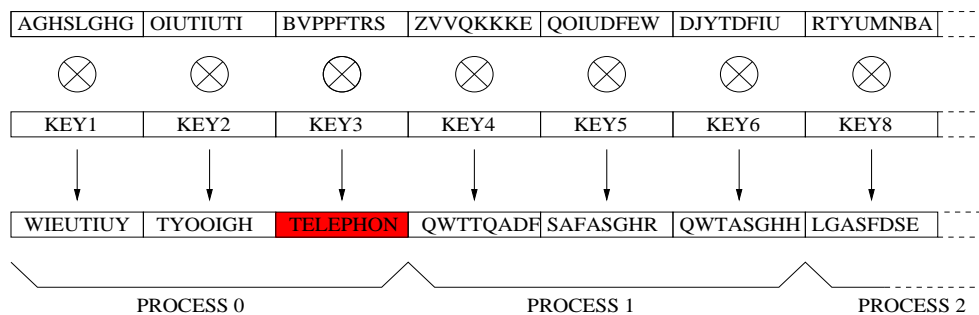 AGHSLGHG OIUTIUTI BVPPFTRS ZVVQKKKE QOIUDFEW DJYTDFIU RTYUMNBA
KEY1 KEY2 KEY3 KEY4 KEY5 KEY6 KEY8
WIEUTIUY TYOOIGH TELEPHON QWTTQADF SAFASGHR QWTASGHH LGASFDSE
PROCESS 0 PROCESS 1 PROCESS 2